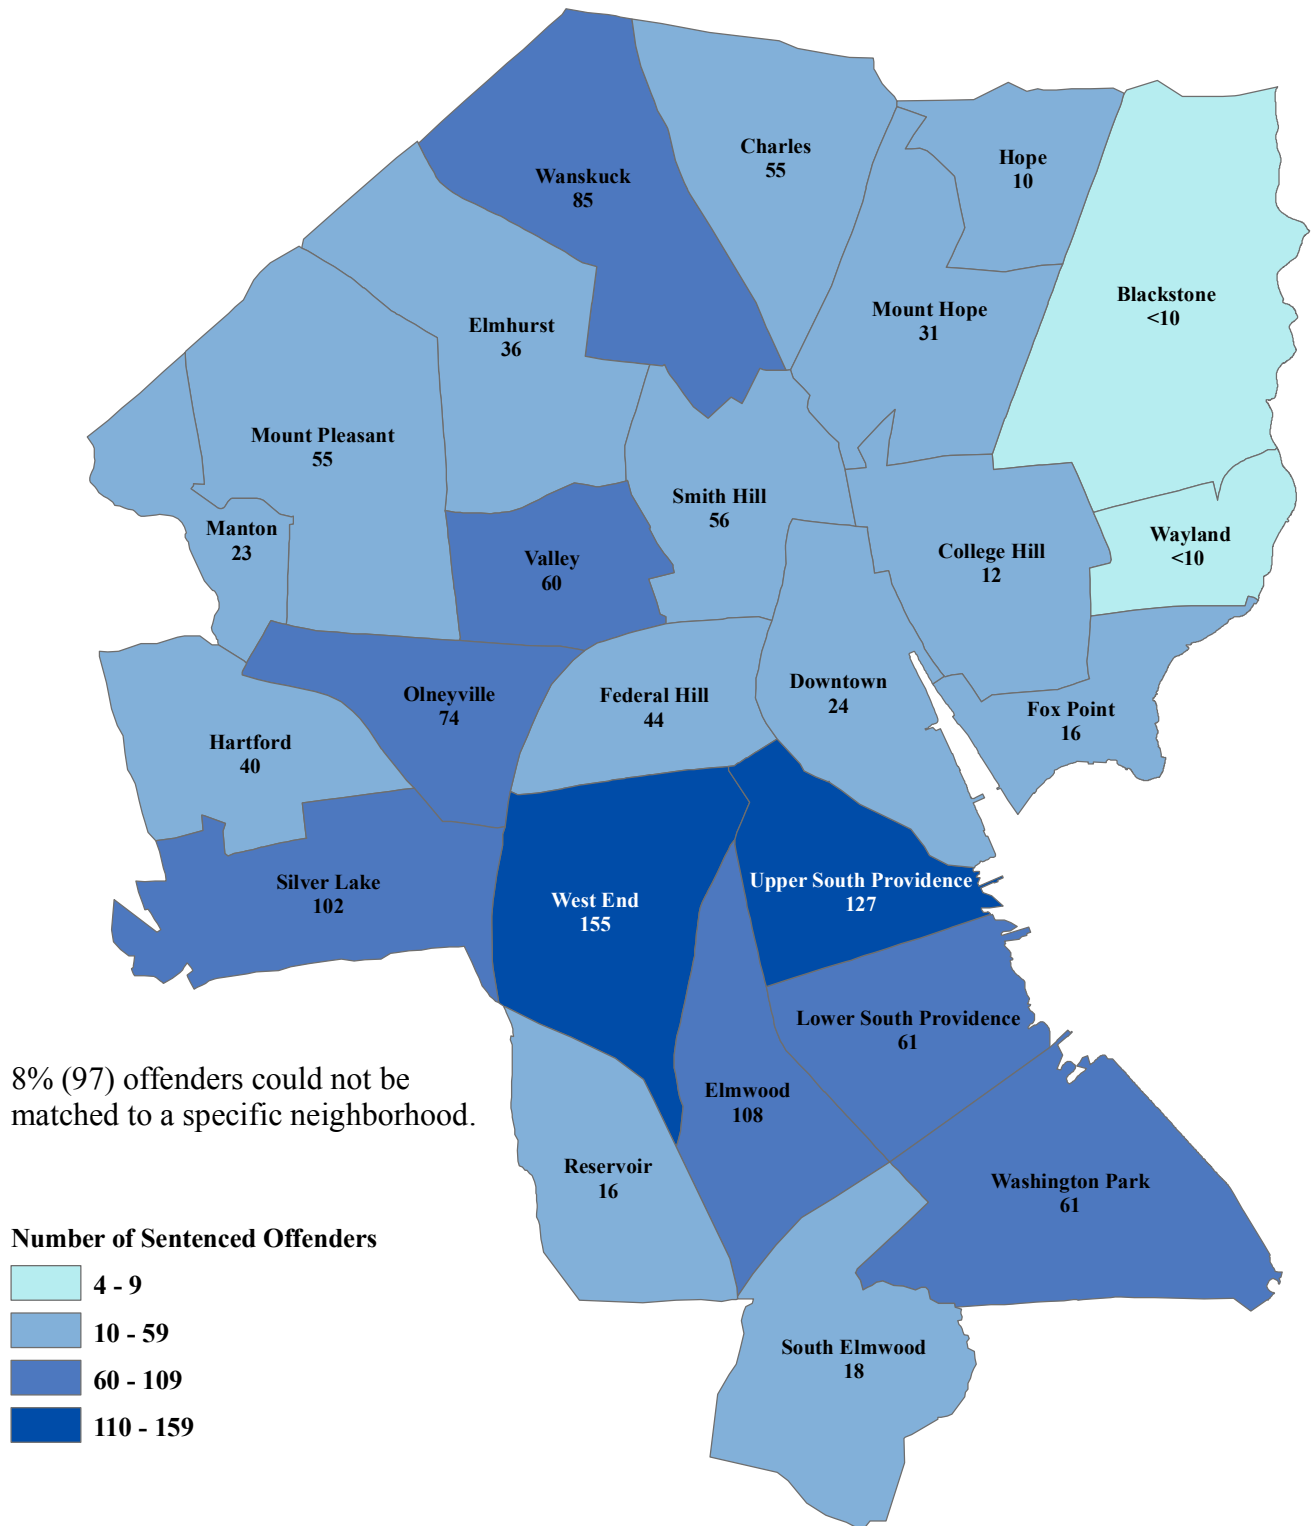 Charles
55
Hope
10
Wanskuck
85
Blackstone
<10
Mount Hope
31
Elmhurst
36
Mount Pleasant
55
Smith Hill
56
Manton
23
Valley
60
College Hill
12
Wayland
<10
Olneyville
74
Federal Hill
44
Downtown
24
Fox Point
16
Hartford
40
Silver Lake
102
West End
155
Upper South Providence
127
Lower South Providence
61
8% (97) offenders could not be
matched to a specific neighborhood.
Elmwood
108
Reservoir
16
Washington Park
61
Number of Sentenced Offenders
4 - 9
10 - 59
60 - 109
110 - 159
South Elmwood
18